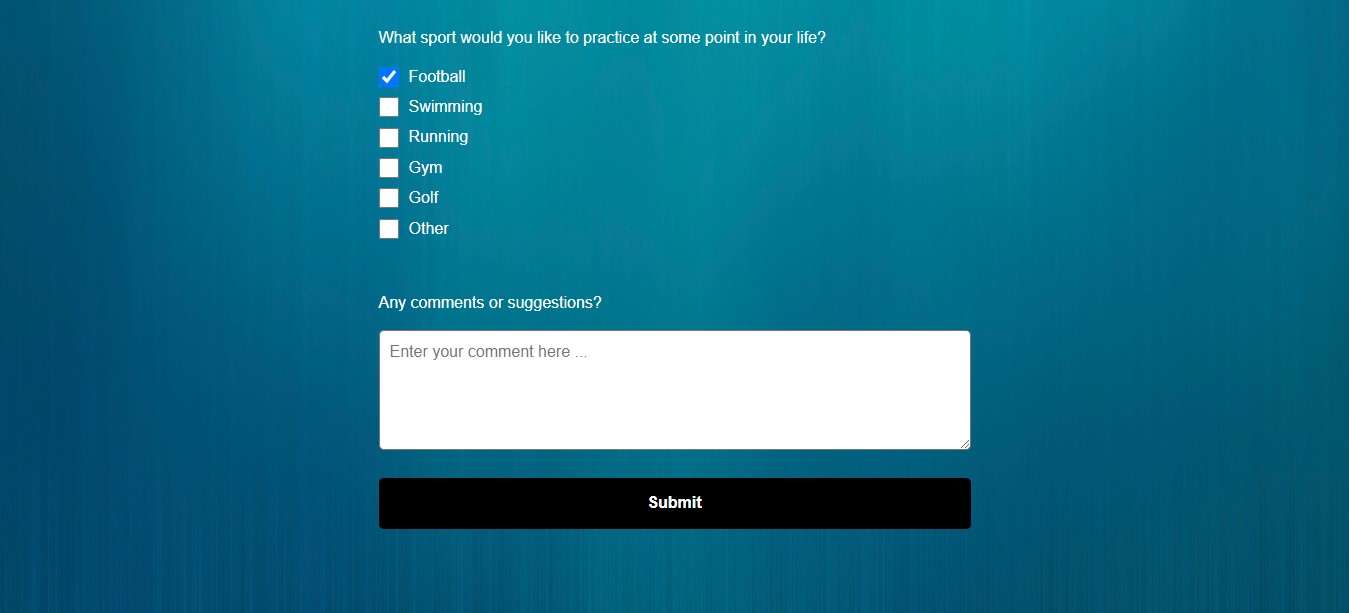 What sport would you like to practice at some point in your life?
Football
Swimming
Running
Gym
Golf
Other
Any comments or suggestions?
Enter your comment here ...
Submit